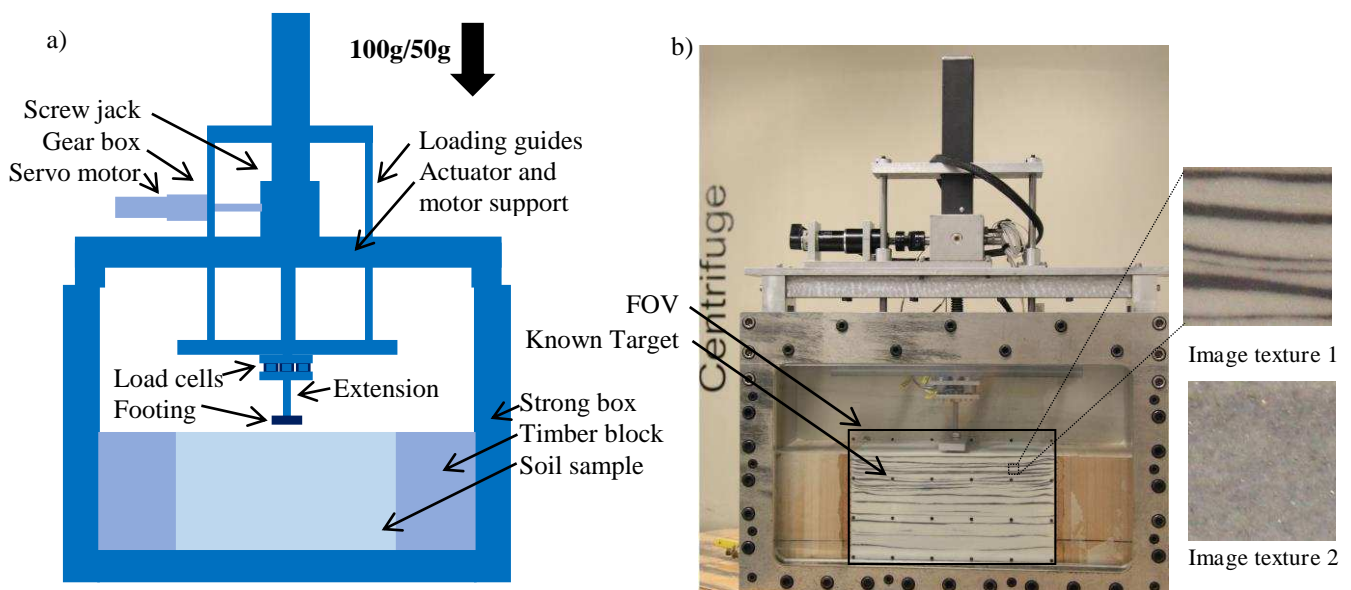 a)
100g/50g
Screw jack
Gear box
Servo motor
Loading guides
Actuator and
motor support
Load cells
Footing
Extension
Strong box
Timber block
Soil sample
b)
Centrifuge
FOV
Known Target
Image texture 1
Image texture 2